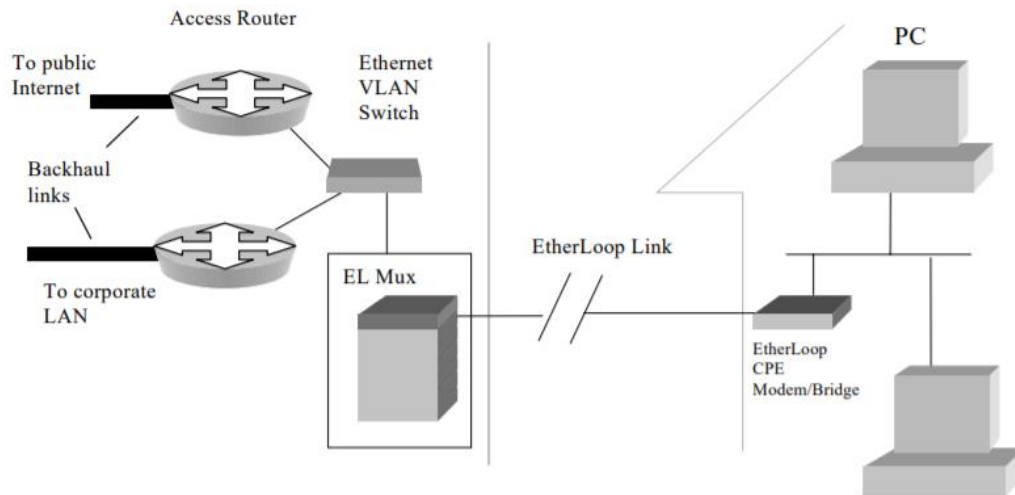 Access Router
To public
Internet
Ethernet
VLAN
Switch
PC
Backhaul
links
EtherLoop Link
EL Mux
To corporate
LAN
EtherLoop
CPE
Modem/Bridge